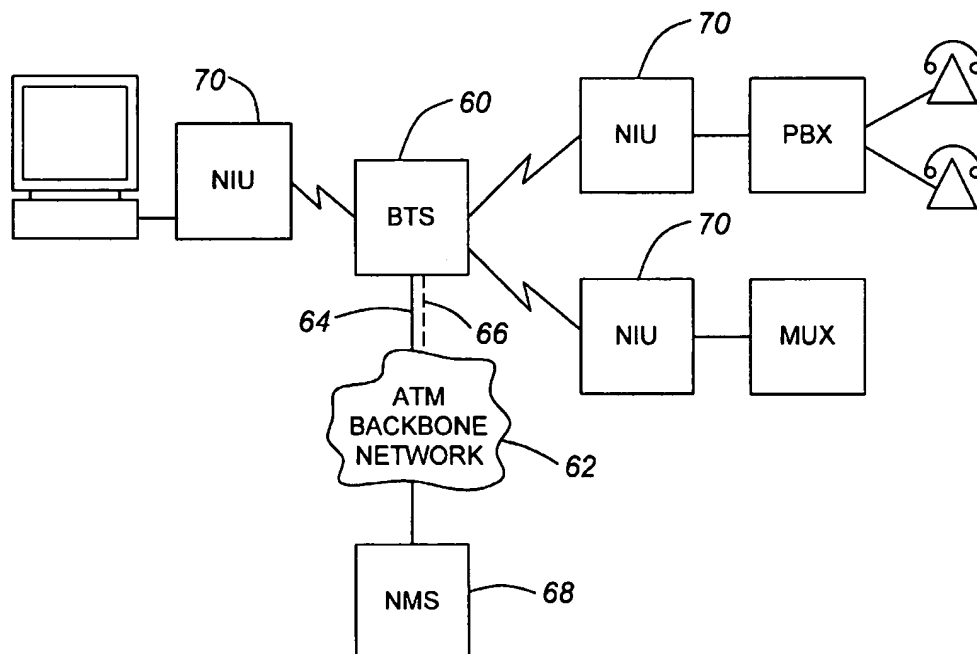 70
60
70
NIU
BTS
NIU
PBX
70
64
66
NIU
MUX
ATM
BACKBONE
NETWORK
62
NMS
68